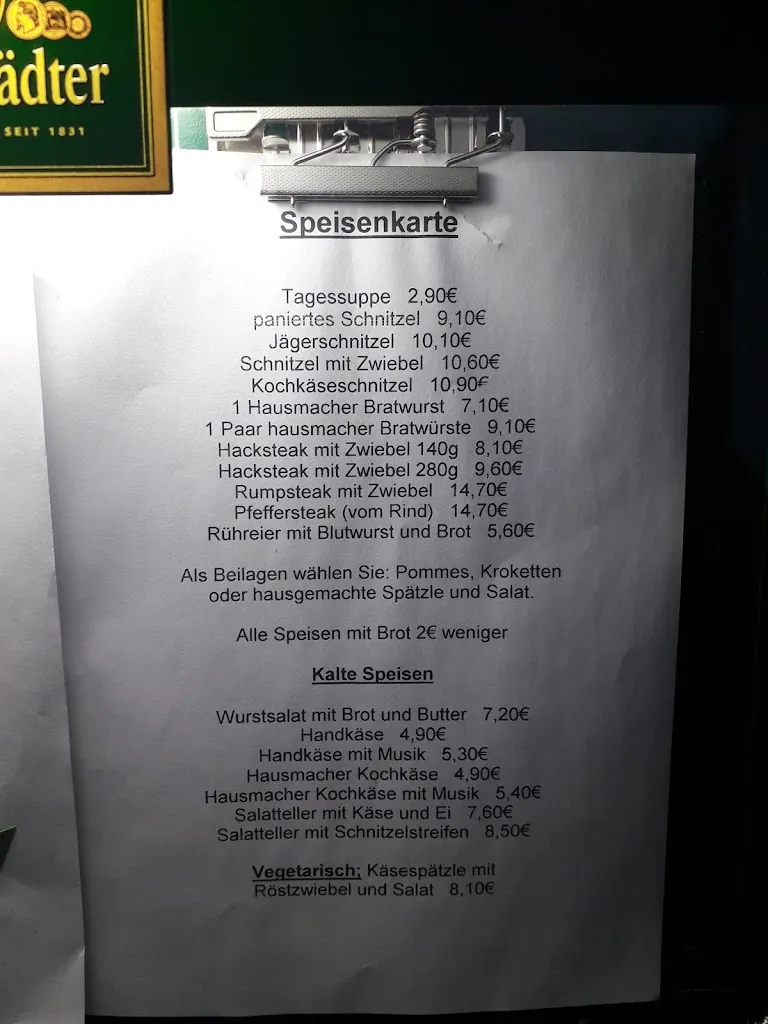 ädter
SEIT 1831
Speisenkarte
Tagessuppe 2,90€
paniertes Schnitzel 9,10€
Jägerschnitzel 10,10€
Schnitzel mit Zwiebel 10,60€
Kochkäseschnitzel 10,90€
1 Hausmacher Bratwurst 7,10€
1 Paar hausmacher Bratwürste 9,10€
Hacksteak mit Zwiebel 140g 8,10€
Hacksteak mit Zwiebel 280g 9,60€
Rumpsteak mit Zwiebel 14,70€
Pfeffersteak (vom Rind) 14,70€
Rühreier mit Blutwurst und Brot 5,60€
Als Beilagen wählen Sie: Pommes, Kroketten
oder hausgemachte Spätzle und Salat.
Alle Speisen mit Brot 2€ weniger
Kalte Speisen
Wurstsalat mit Brot und Butter 7,20€
Handkäse 4,90€
Handkäse mit Musik 5,30€
Hausmacher Kochkäse 4,90€
Hausmacher Kochkäse mit Musik 5,40€
Salatteller mit Käse und Ei 7,60€
Salatteller mit Schnitzelstreifen 8,50€
Vegetarisch: Käsespätzle mit
Röstzwiebel und Salat 8,10€